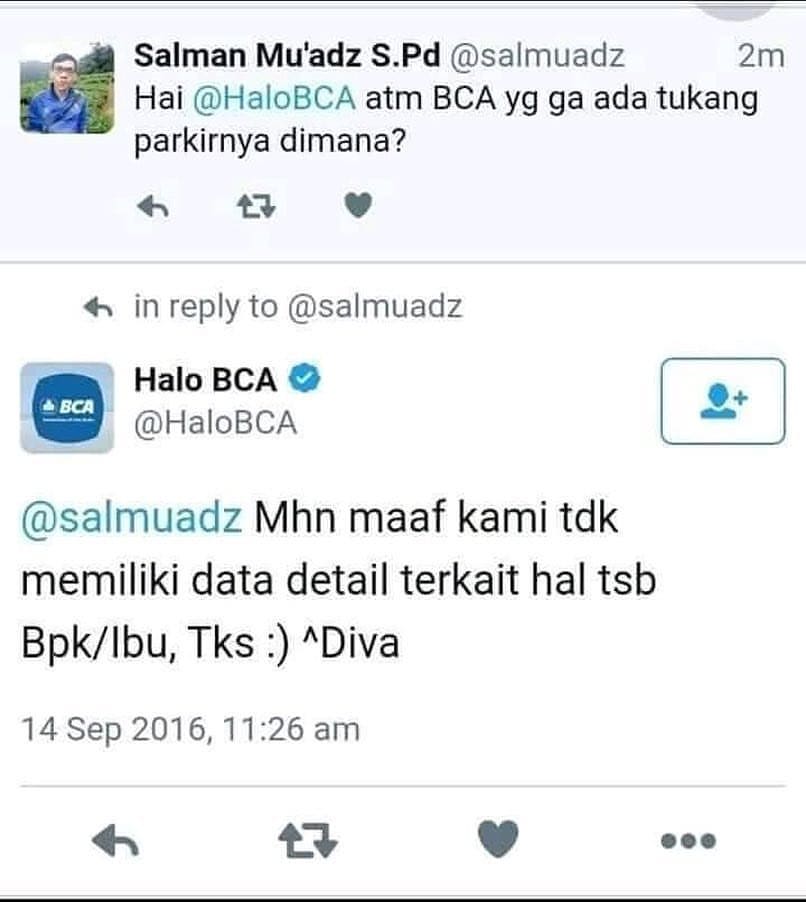 Salman Mu'adz S.Pd @salmuadz 2m
Hai @HaloBCA atm BCA yg ga ada tukang
parkirnya dimana?
in reply to @salmuadz
Halo BCA
BCA
@HaloBCA
@salmuadz Mhn maaf kami tdk
memiliki data detail terkait hal tsb
Bpk/Ibu, Tks :) ^Diva
14 Sep 2016, 11:26 am